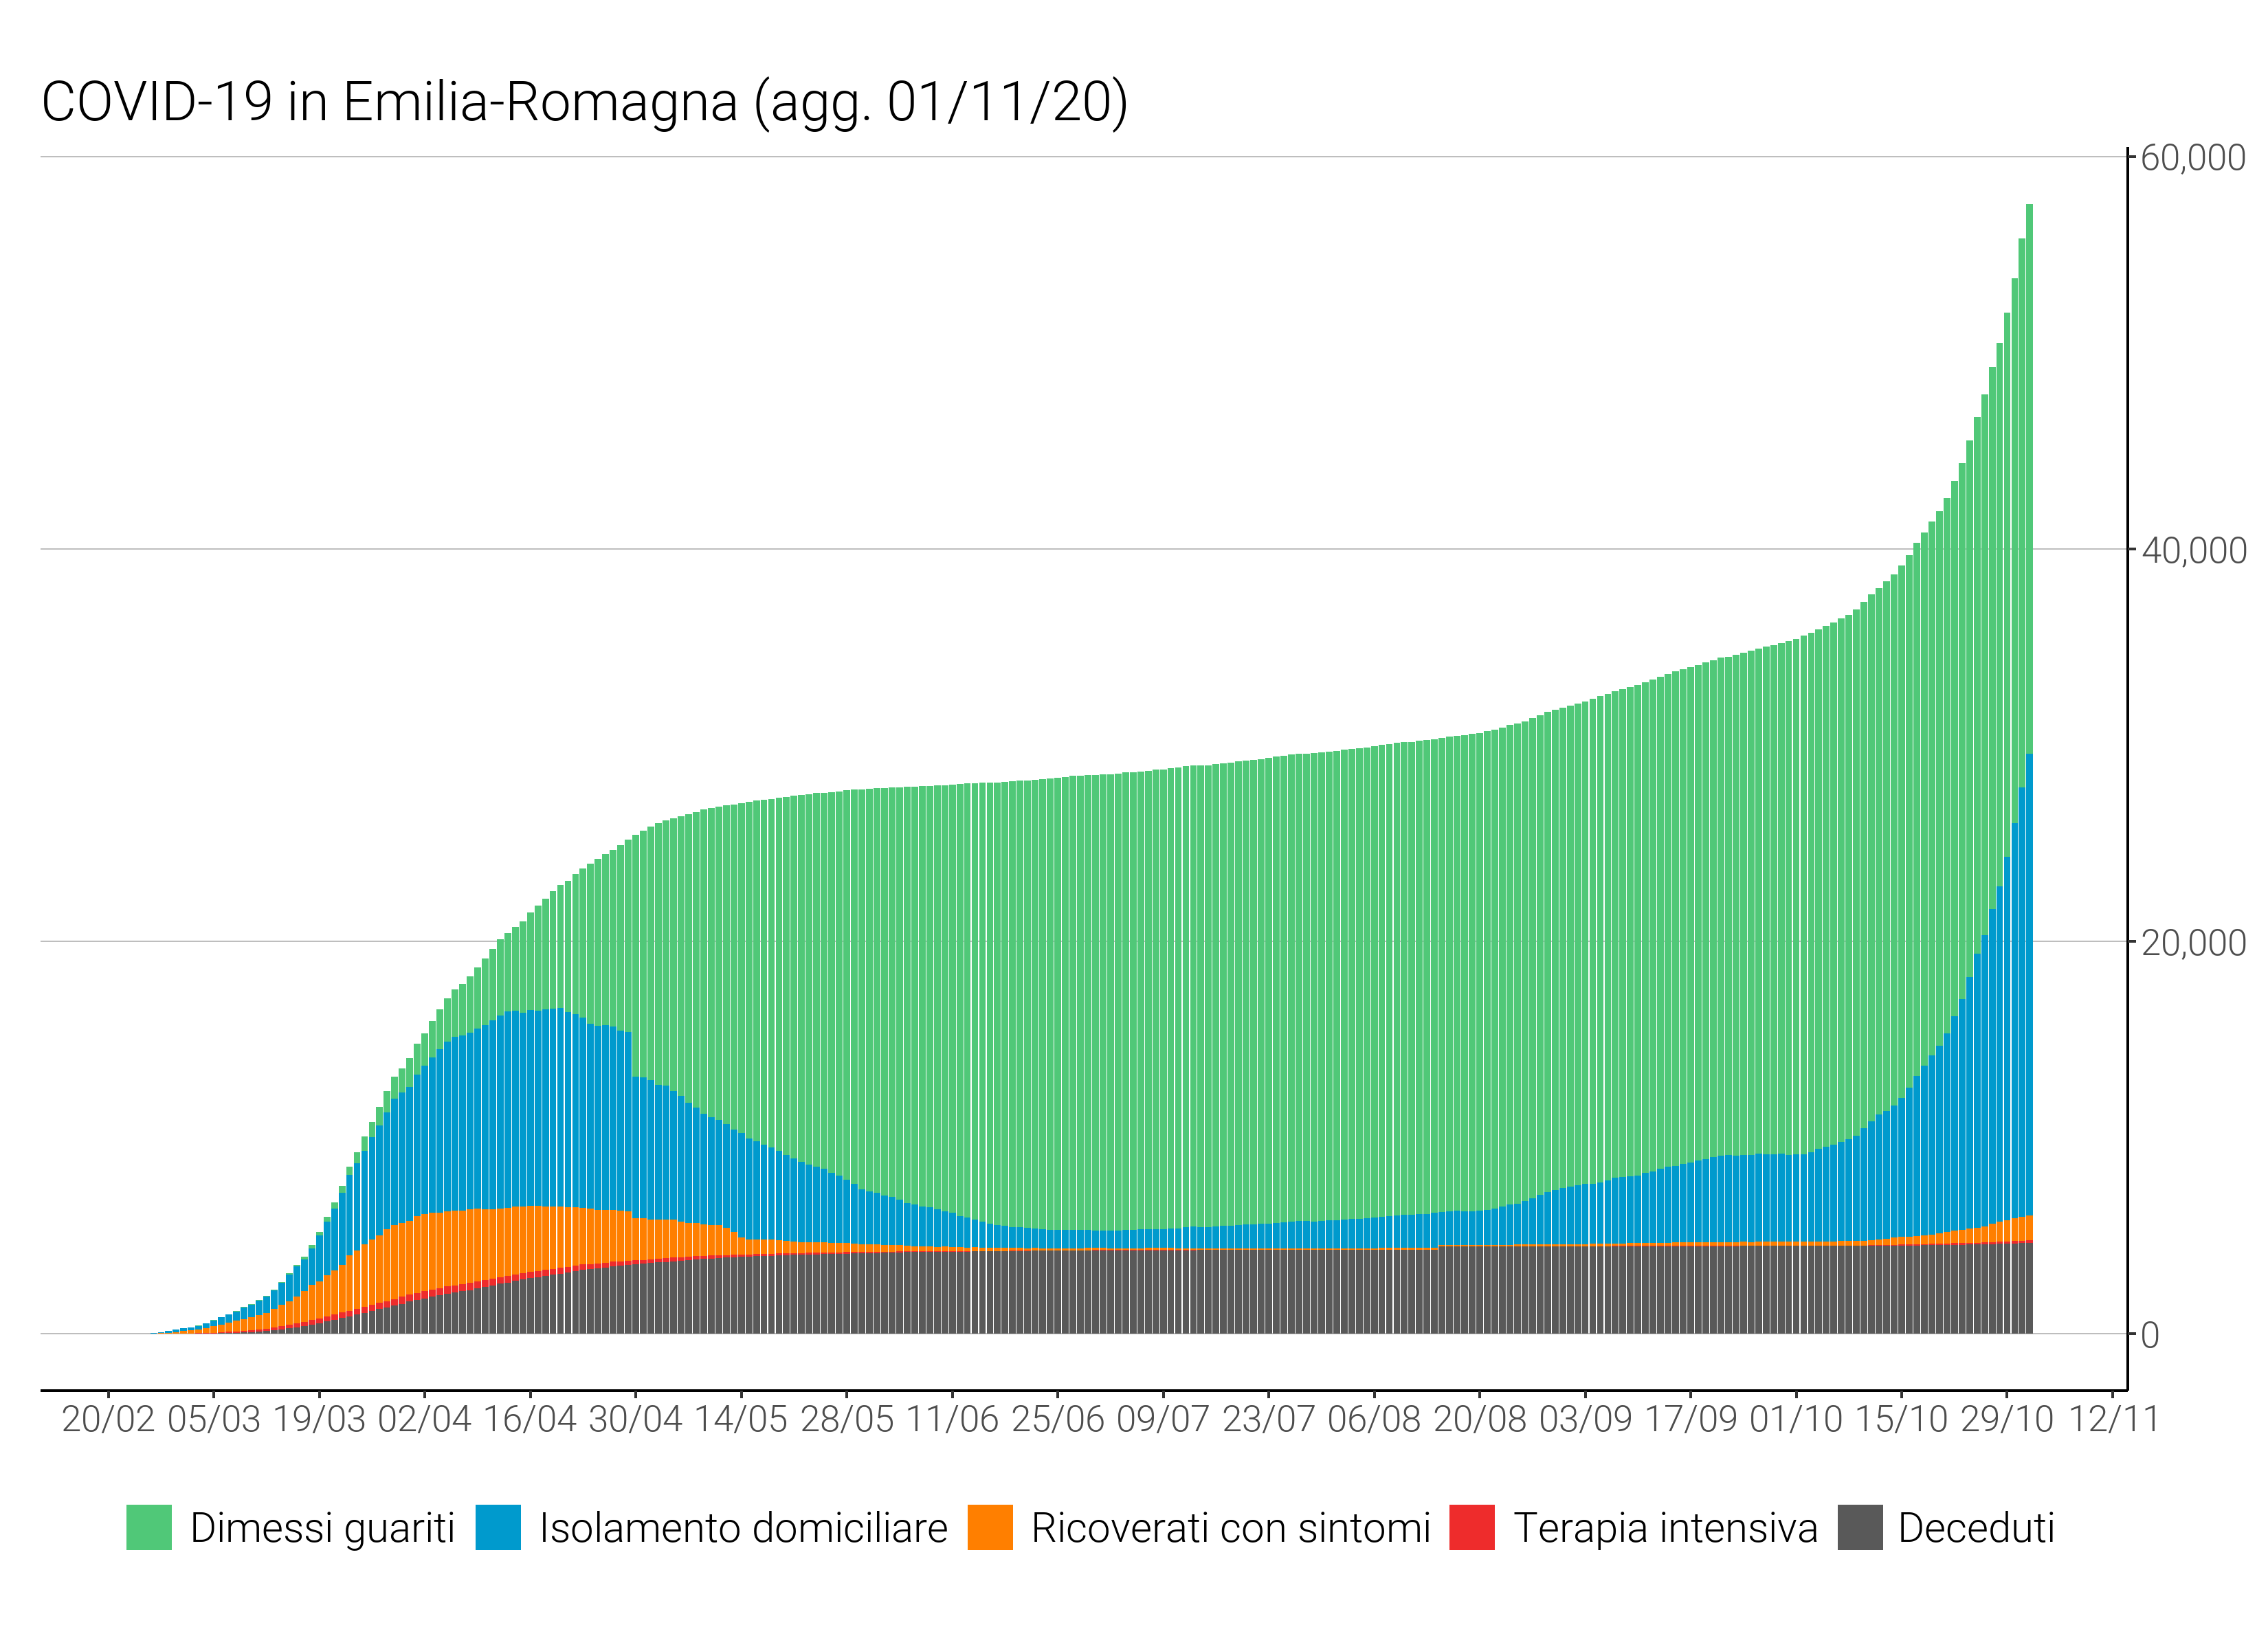 COVID-19 in Emilia-Romagna (agg. 01/11/20)
60,000
40,000
20,000
0
20/02 05/03 19/03 02/04 16/04 30/04 14/05 28/05 11/06 25/06 09/07 23/07 06/08 20/08 03/09 17/09 01/10 15/10 29/10 12/11
Dimessi guariti Isolamento domiciliare Ricoverati con sintomi Terapia intensiva Deceduti